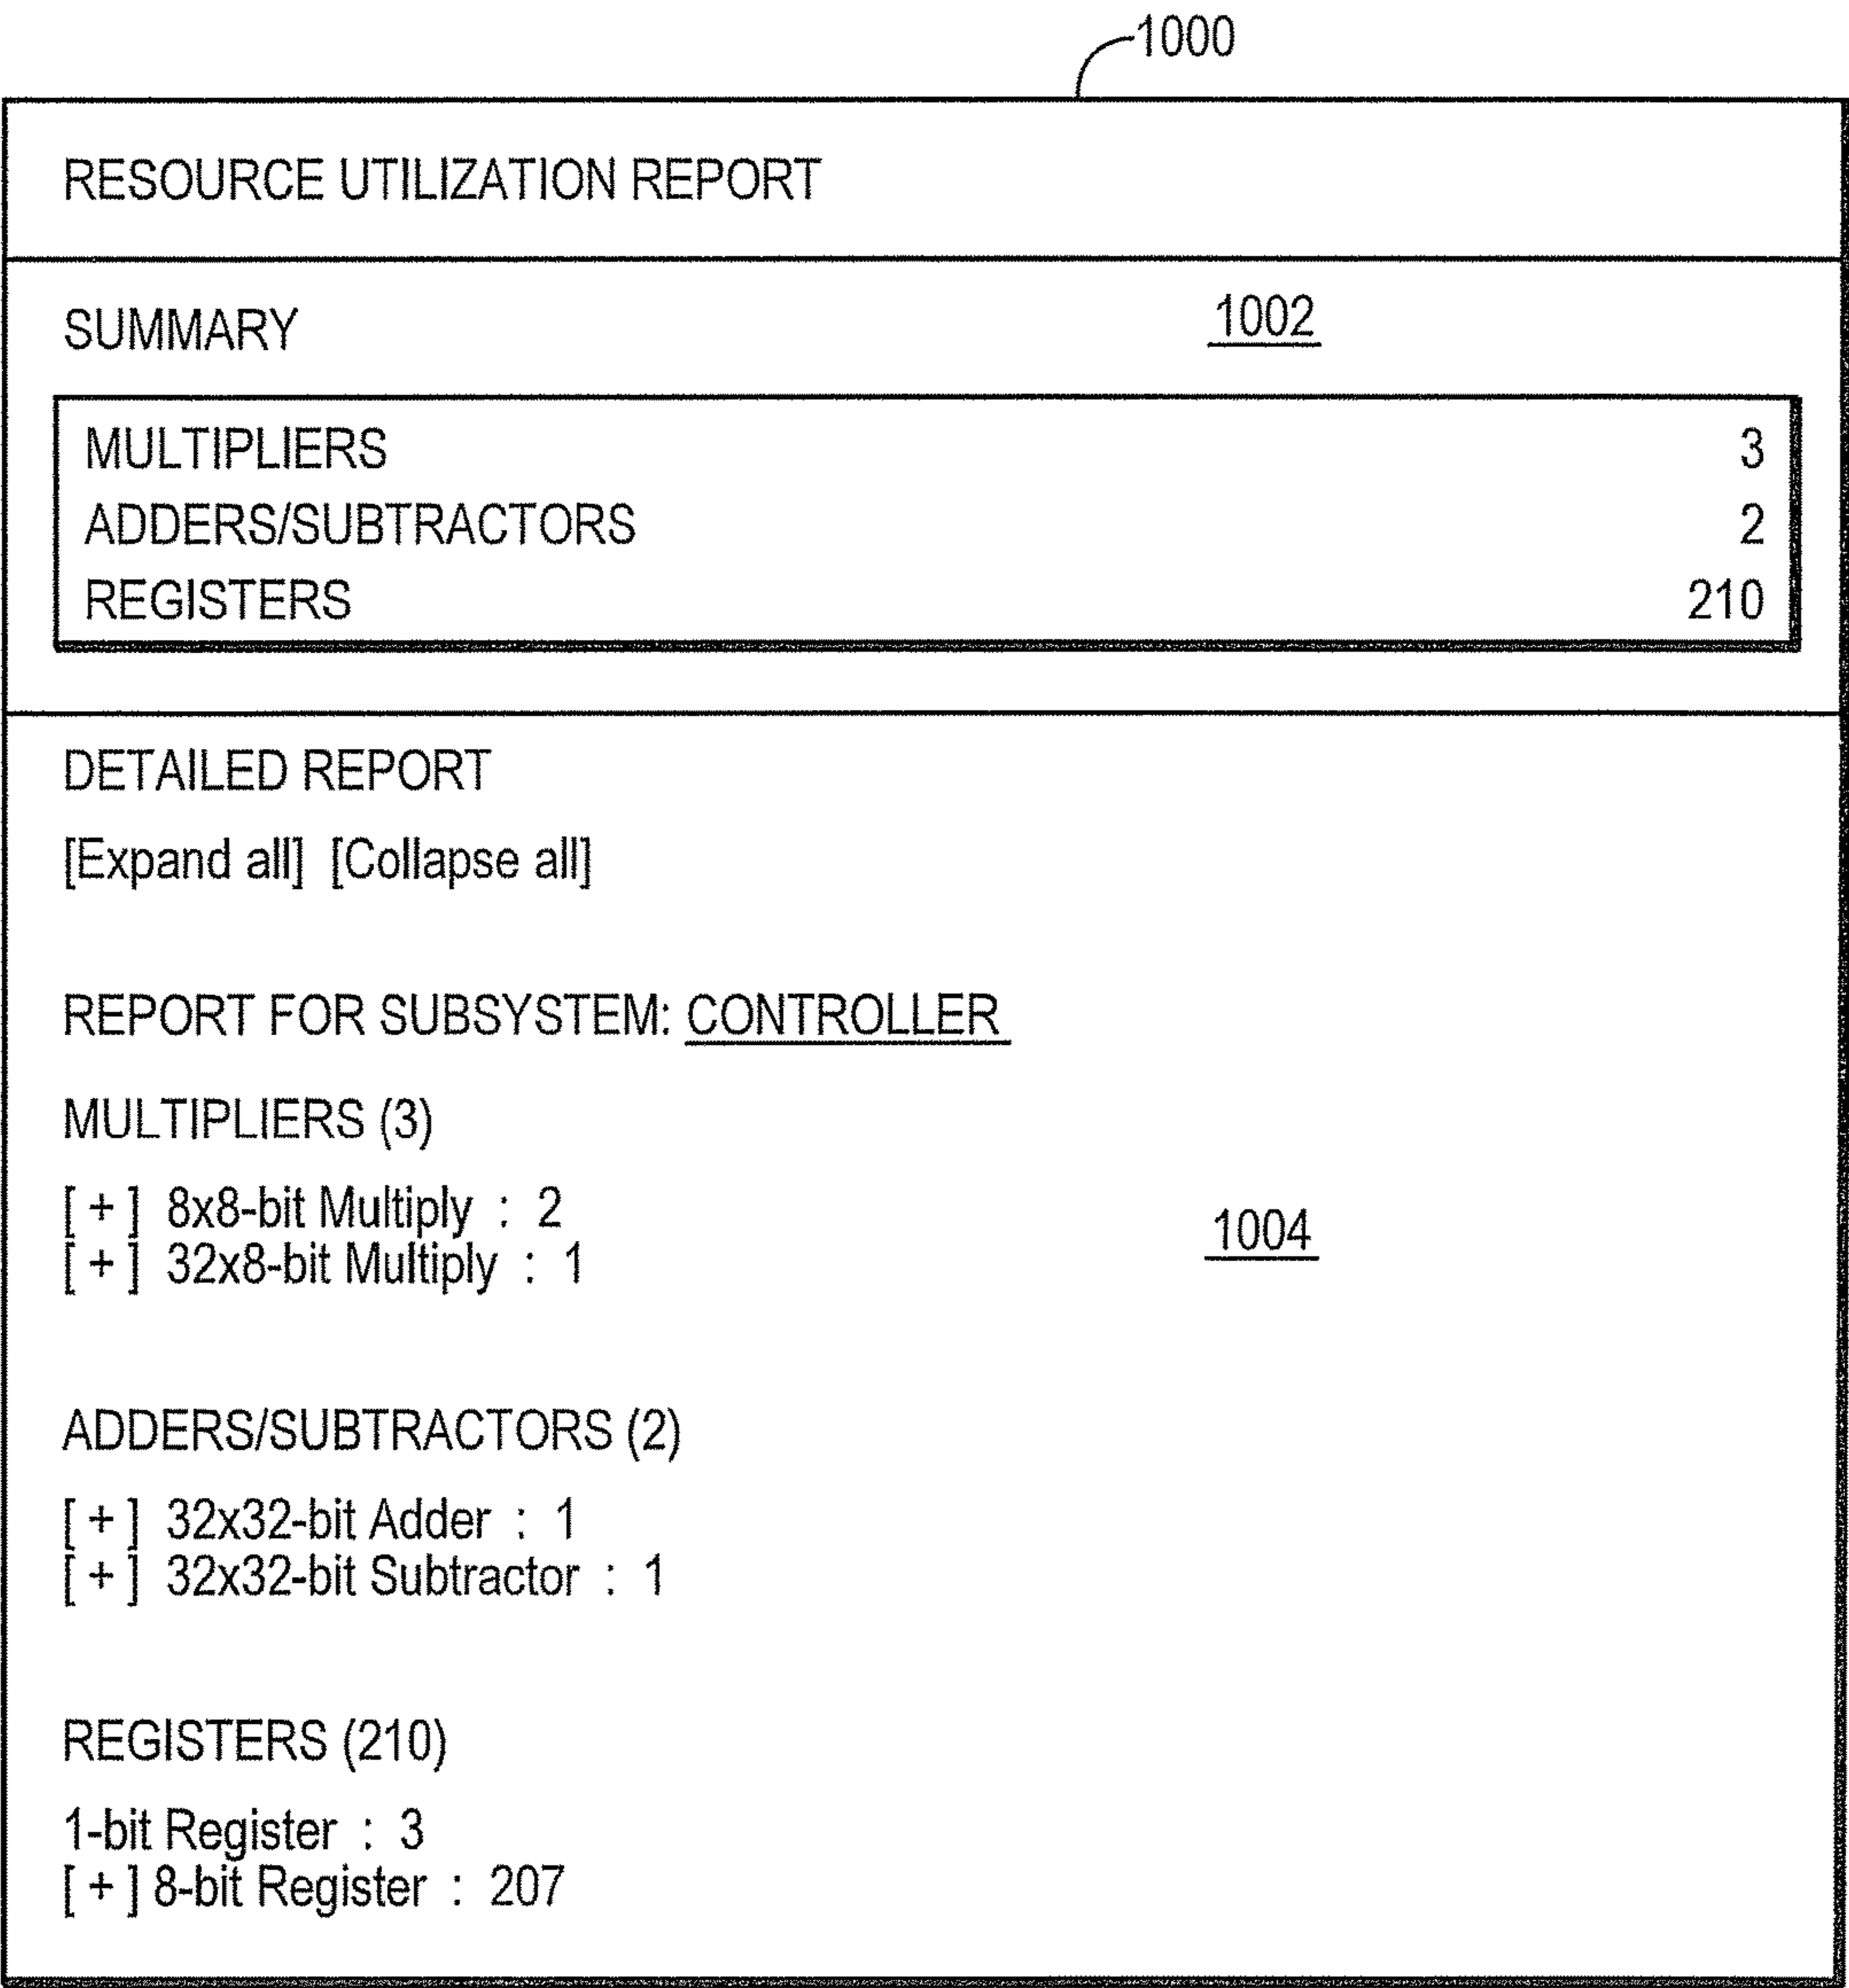 1000
RESOURCE UTILIZATION REPORT
SUMMARY 1002
MULTIPLIERS 3
ADDERS/SUBTRACTORS 2
REGISTERS 210
DETAILED REPORT
[Expand all] [Collapse all]
REPORT FOR SUBSYSTEM: CONTROLLER
MULTIPLIERS (3)
[ + ] 8x8-bit Multiply : 2
[ + ] 32x8-bit Multiply : 1
1004
ADDERS/SUBTRACTORS (2)
[ + ] 32x32-bit Adder : 1
[ + ] 32x32-bit Subtractor : 1
REGISTERS (210)
1-bit Register : 3
[ + ] 8-bit Register : 207